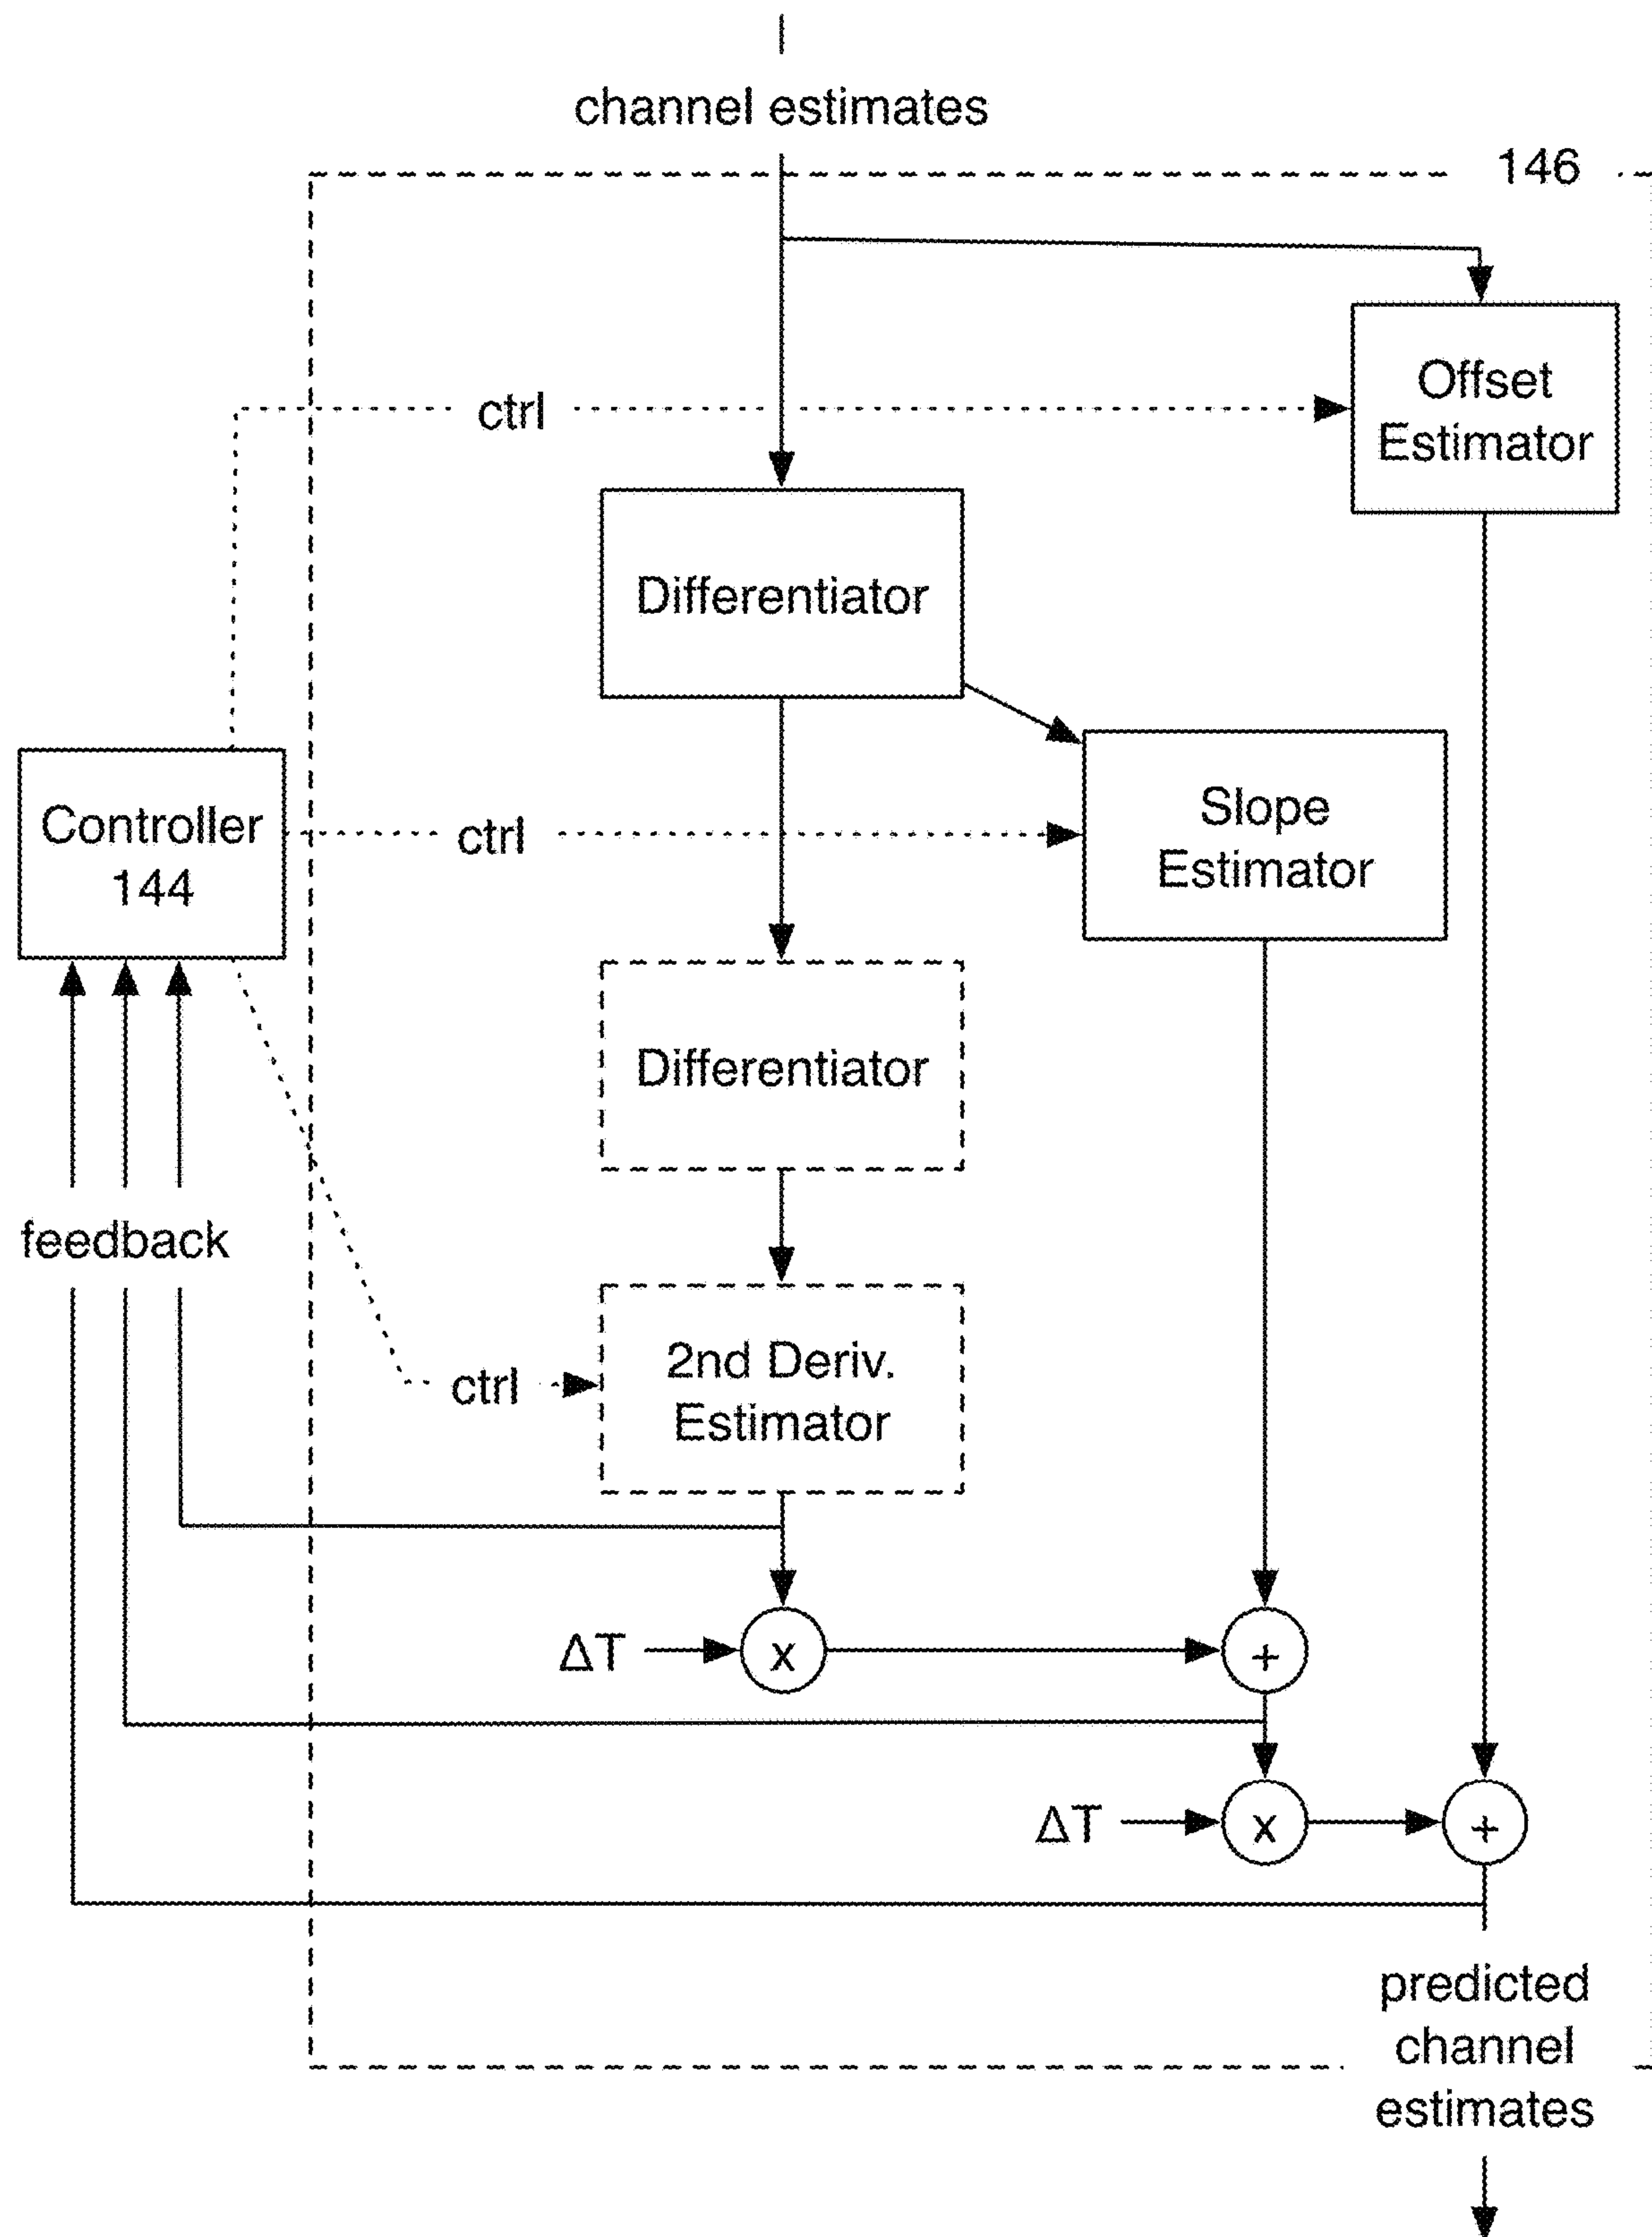 channel estimates
146
Offset
Estimator
ctrl
Differentiator
Slope
Estimator
Controller
144
ctrl
Differentiator
feedback
2nd Deriv.
Estimator
ctrl
ΔT
x
+
ΔT
x
+
predicted
channel
estimates